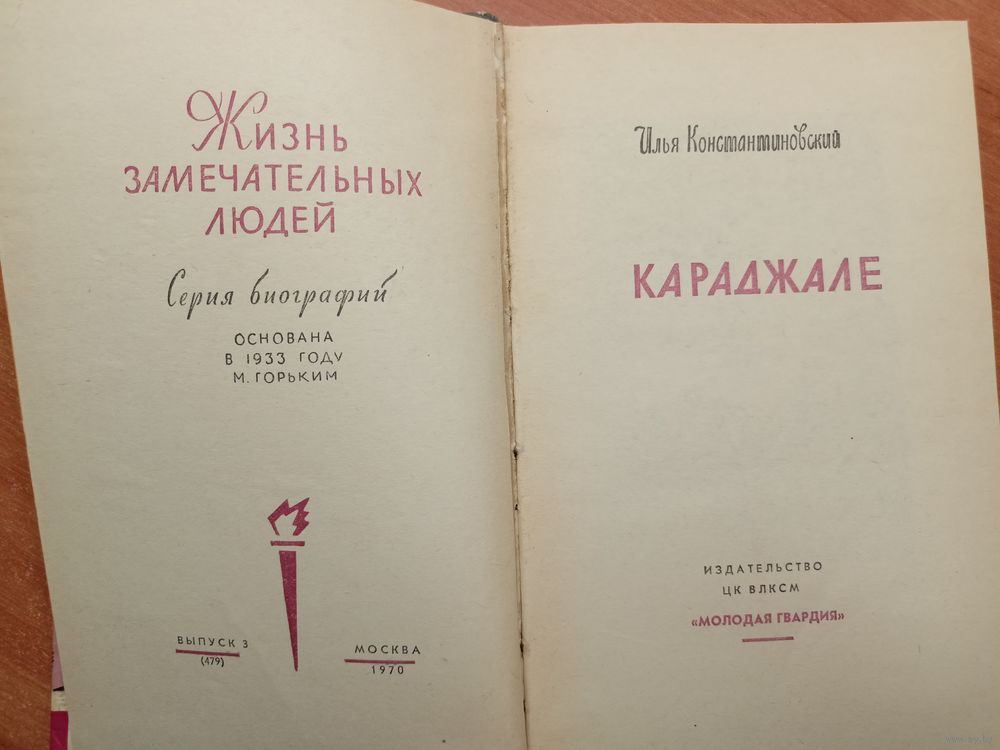 Жизнь
ЗАМЕЧАТЕЛЬНЫХ
ЛЮДЕЙ
Серия биографий
ОСНОВАНА
В 1933 ГОДУ
М. ГОРЬКИМ
ВЫПУСК 3
(479)
МОСКВА
1970
Илья Константиновский
КАРАДЖАЛЕ
ИЗДАТЕЛЬСТВО
ЦК ВЛКСМ
«МОЛОДАЯ ГВАРДИЯ»